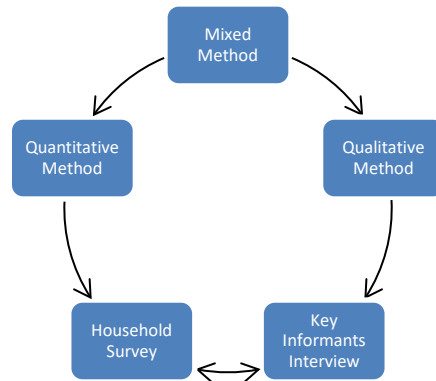 Mixed
Method
Quantitative
Method
Qualitative
Method
Household
Survey
Key
Informants
Interview